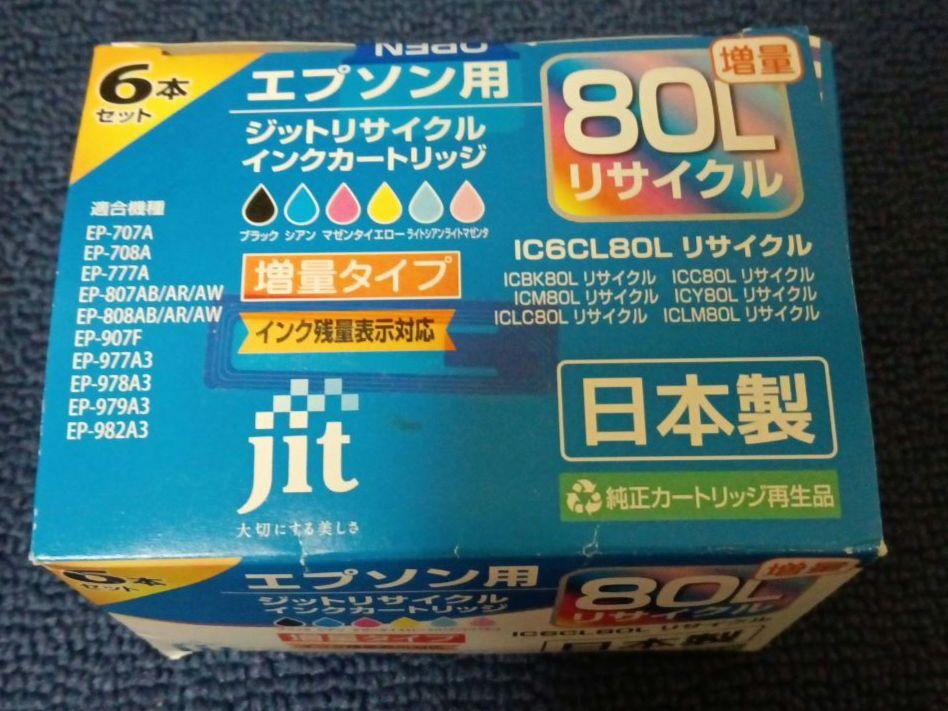 OPEN
6本
セット
エプソン用
ジットリサイクル
インクカートリッジ
ブラック シアン マゼンタ イエロー ライトシアン ライトマゼンタ
増量タイプ
インク残量表示対応
適合機種
EP-707A
EP-708A
EP-777A
EP-807AB/AR/AW
EP-808AB/AR/AW
EP-907F
EP-977A3
EP-978A3
EP-979A3
EP-982A3
jit
大切にする美しさ
増量
80L
リサイクル
IC6CL80L リサイクル
ICBK80L リサイクル ICC80L リサイクル
ICM80L リサイクル ICY80L リサイクル
ICLC80L リサイクル ICLM80L リサイクル
日本製
純正カートリッジ再生品
6本
セット
エプソン用
ジットリサイクル
インクカートリッジ
増量
80L
リサイクル
IC6CL80L リサイクル
日本製